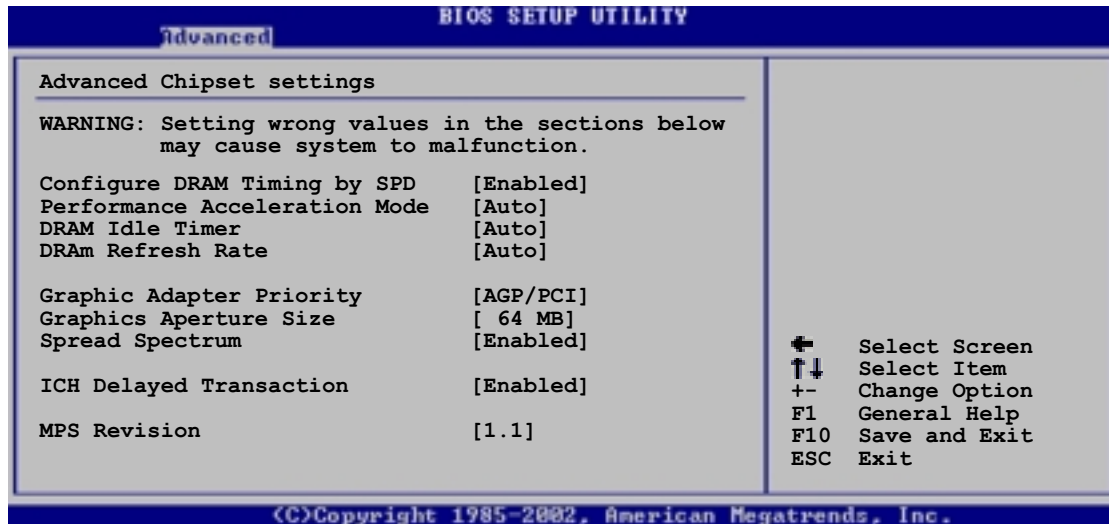 BIOS SETUP UTILITY
Advanced
Advanced Chipset settings
WARNING: Setting wrong values in the sections below
may cause system to malfunction.
Configure DRAM Timing by SPD [Enabled]
Performance Acceleration Mode [Auto]
DRAM Idle Timer [Auto]
DRAm Refresh Rate [Auto]
Graphic Adapter Priority [AGP/PCI]
Graphics Aperture Size [ 64 MB]
Spread Spectrum [Enabled]
ICH Delayed Transaction [Enabled]
MPS Revision [1.1]
← Select Screen
↑↓ Select Item
+- Change Option
F1 General Help
F10 Save and Exit
ESC Exit
(C)Copyright 1985-2002, American Megatrends, Inc.